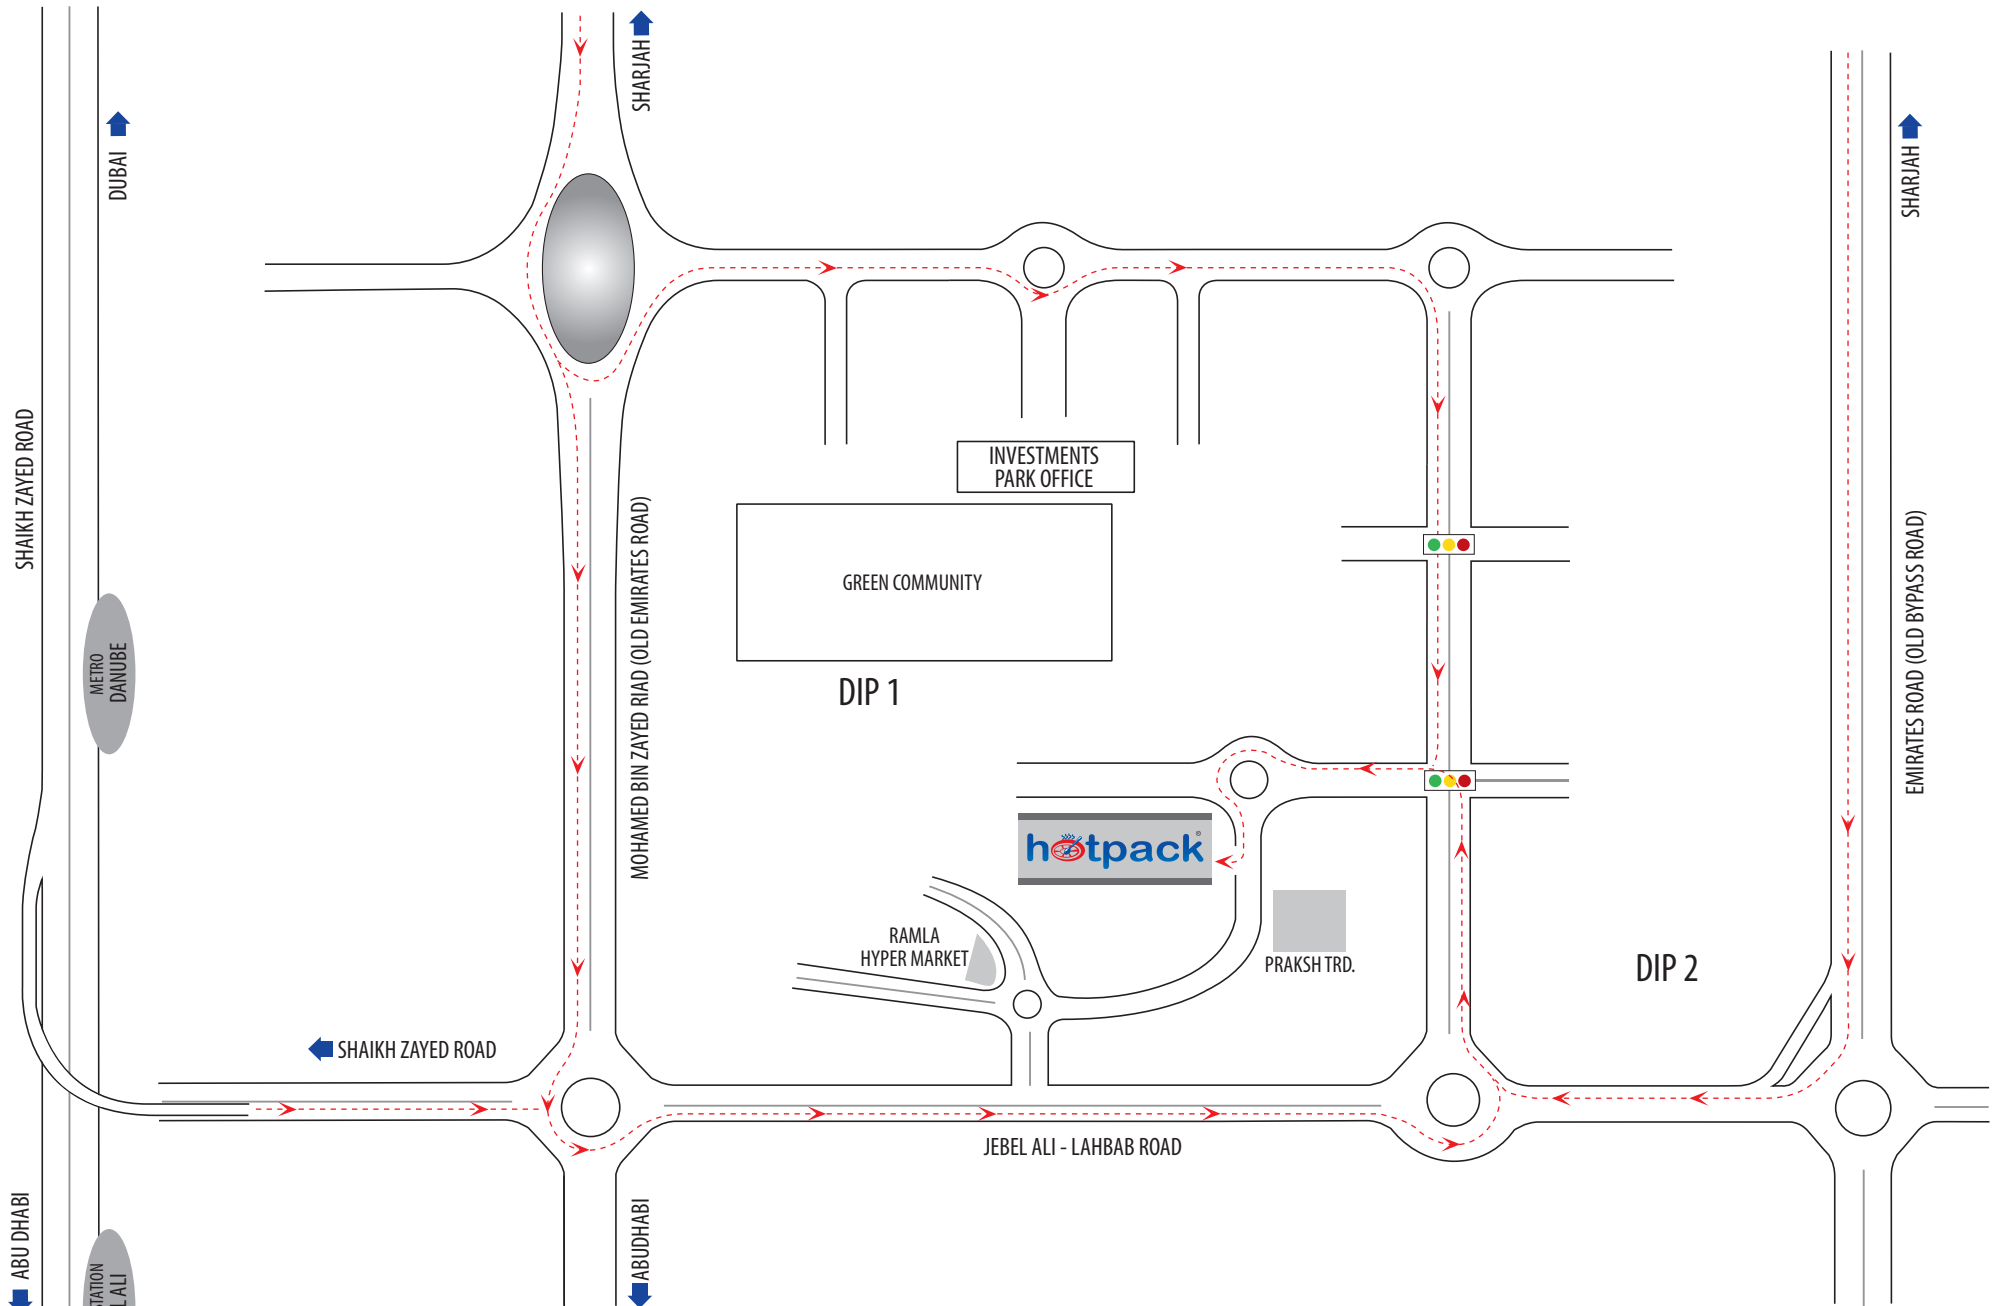 SHARJAH
DUBAI
SHARJAH
SHAIKH ZAYED ROAD
INVESTMENTS
PARK OFFICE
GREEN COMMUNITY
METRO
DANUBE
MOHAMED BIN ZAYED RIAD (OLD EMIRATES ROAD)
EMIRATES ROAD (OLD BYPASS ROAD)
DIP 1
hotpack®
RAMLA
HYPER MARKET
PRAKSH TRD.
DIP 2
SHAIKH ZAYED ROAD
JEBEL ALI - LAHBAB ROAD
ABU DHABI
ABUDHABI
ALI